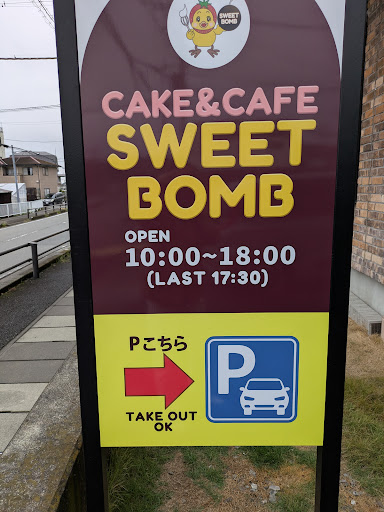 SWEET
BOMB
CAKE&CAFE
SWEET
BOMB
OPEN
10:00~18:00
(LAST 17:30)
Pこちら
P
TAKE OUT
OK